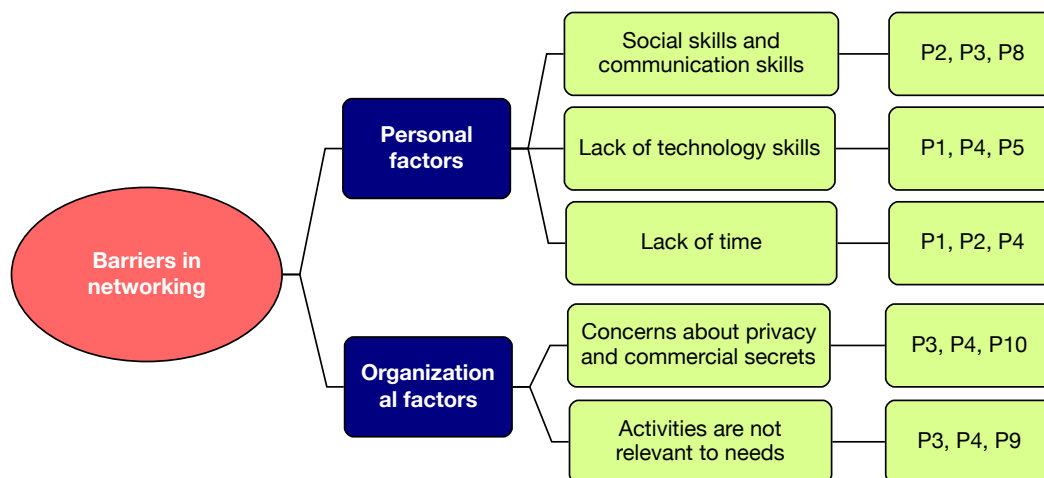 Social skills and
communication skills
P2, P3, P8
Personal
factors
Lack of technology skills
P1, P4, P5
Lack of time
P1, P2, P4
Barriers in
networking
Concerns about privacy
and commercial secrets
P3, P4, P10
Organization
al factors
Activities are not
relevant to needs
P3, P4, P9